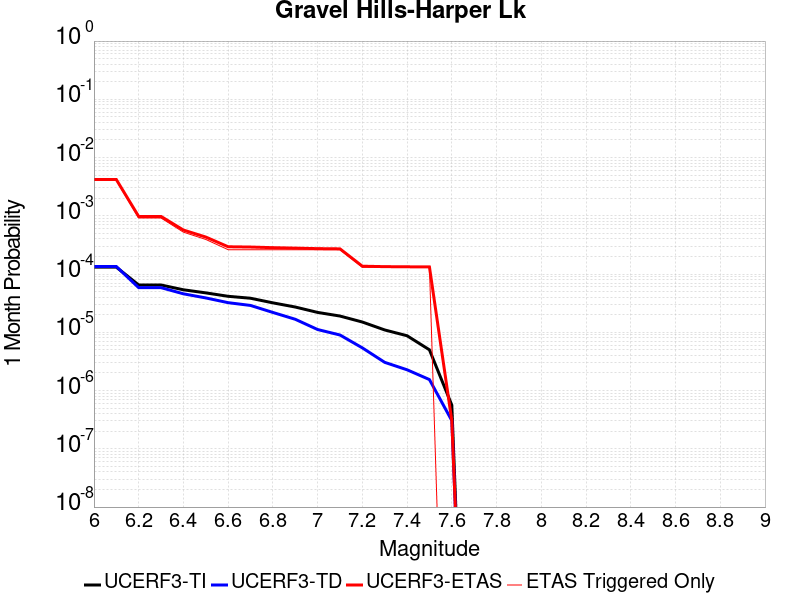 Gravel Hills-Harper Lk
10^0
10^-1
10^-2
10^-3
10^-4
10^-5
10^-6
10^-7
10^-8
1 Month Probability
6 6.2 6.4 6.6 6.8 7 7.2 7.4 7.6 7.8 8 8.2 8.4 8.6 8.8 9
Magnitude
UCERF3-TI UCERF3-TD UCERF3-ETAS ETAS Triggered Only